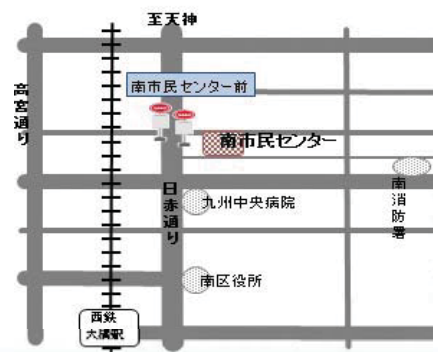 至天神
南市民センター前
高宮通り
南市民センター
日赤通り
九州中央病院
南消防署
南区役所
西鉄
大橋駅